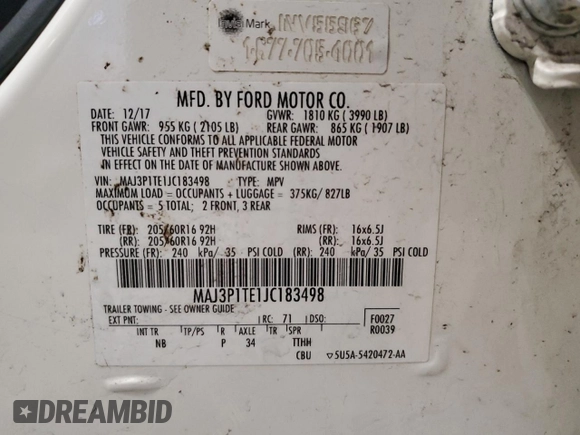 Mark
INVEE9G7
1-877-705-4001
MFD. BY FORD MOTOR CO.
DATE: 12/17 GVWR: 1810 KG ( 3990 LB)
FRONT GAWR: 955 KG ( 2105 LB) REAR GAWR: 865 KG ( 1907 LB)
THIS VEHICLE CONFORMS TO ALL APPLICABLE FEDERAL MOTOR
VEHICLE SAFETY AND THEFT PREVENTION STANDARDS
IN EFFECT ON THE DATE OF MANUFACTURE SHOWN ABOVE.
VIN: MAJ3P1TE1JC183498 TYPE: MPV
MAXIMUM LOAD = OCCUPANTS + LUGGAGE = 375KG/ 827LB
OCCUPANTS = 5 TOTAL; 2 FRONT, 3 REAR
TIRE (FR): 205/60R16 92H RIMS (FR): 16x6.5J
(RR): 205/60R16 92H (RR): 16x6.5J
PRESSURE (FR): 240 kPa/ 35 PSI COLD (RR): 240 kPa/ 35 PSI COLD
MAJ3P1TE1JC183498
TRAILER TOWING - SEE OWNER GUIDE
EXT PNT: RC: 71 DSO: F0027
R0039
INT TR TP/PS R AXLE TR SPR
NB P 34 TTHH
CBU ▽5U5A-5420472-AA
DREAMBID